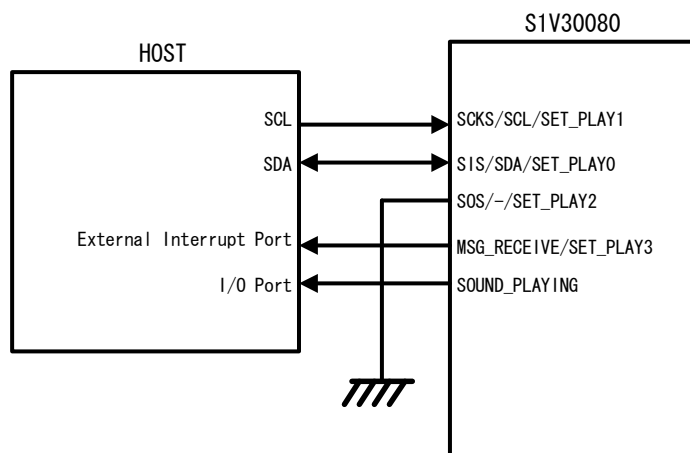 S1V30080
HOST
SCL
SCKS/SCL/SET_PLAY1
SDA
SIS/SDA/SET_PLAY0
SOS/-/SET_PLAY2
External Interrupt Port
MSG_RECEIVE/SET_PLAY3
I/O Port
SOUND_PLAYING